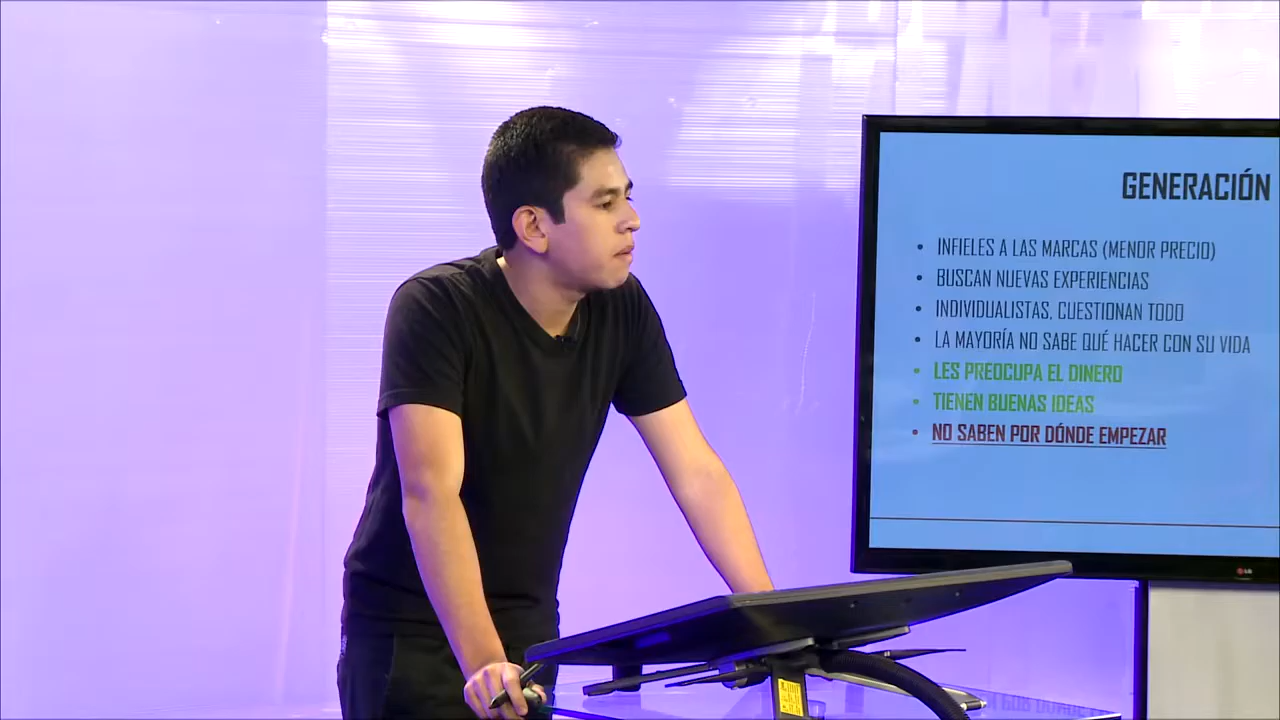 GENERACIÓN
• INFIELES A LAS MARCAS (MENOR PRECIO)
• BUSCAN NUEVAS EXPERIENCIAS
• INDIVIDUALISTAS, CUESTIONAN TODO
• LA MAYORÍA NO SABE QUÉ HACER CON SU VIDA
• LES PREOCUPA EL DINERO
• TIENEN BUENAS IDEAS
• NO SABEN POR DÓNDE EMPEZAR
LG